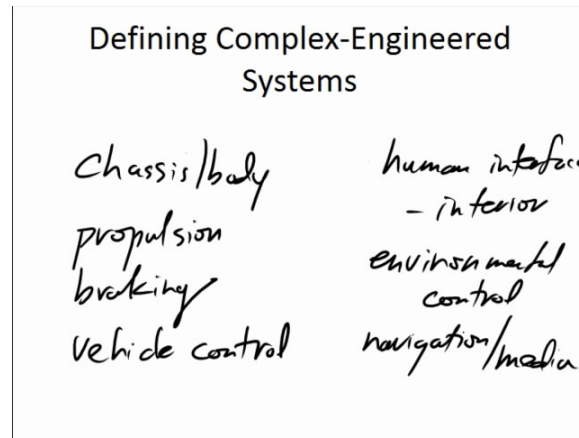 Defining Complex-Engineered
Systems
Chassis/body
propulsion
braking
vehicle control
human interfac
- interior
environmental
control
navigation/media